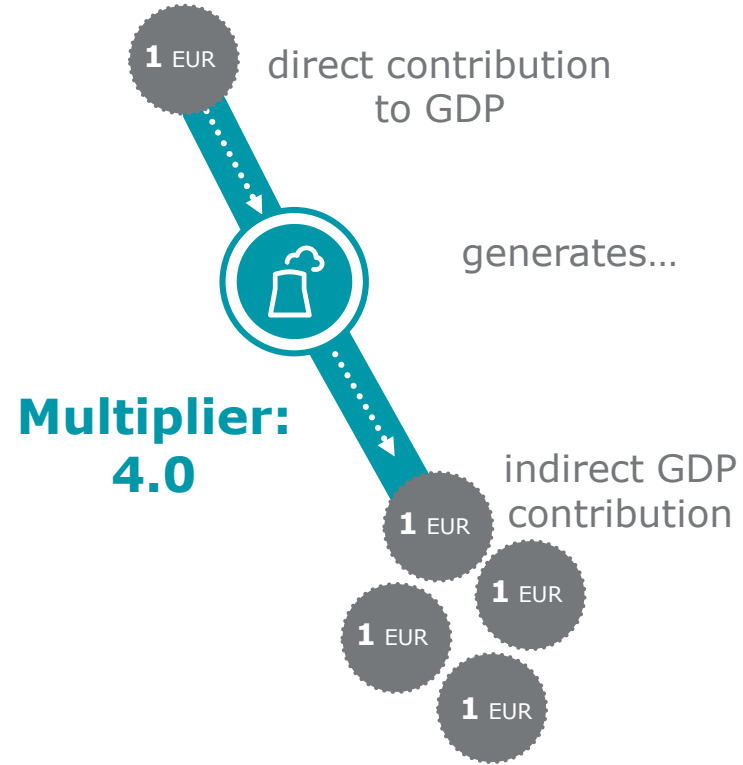 1 EUR
direct contribution
to GDP
generates…
Multiplier:
4.0
indirect GDP
contribution
1 EUR
1 EUR
1 EUR
1 EUR